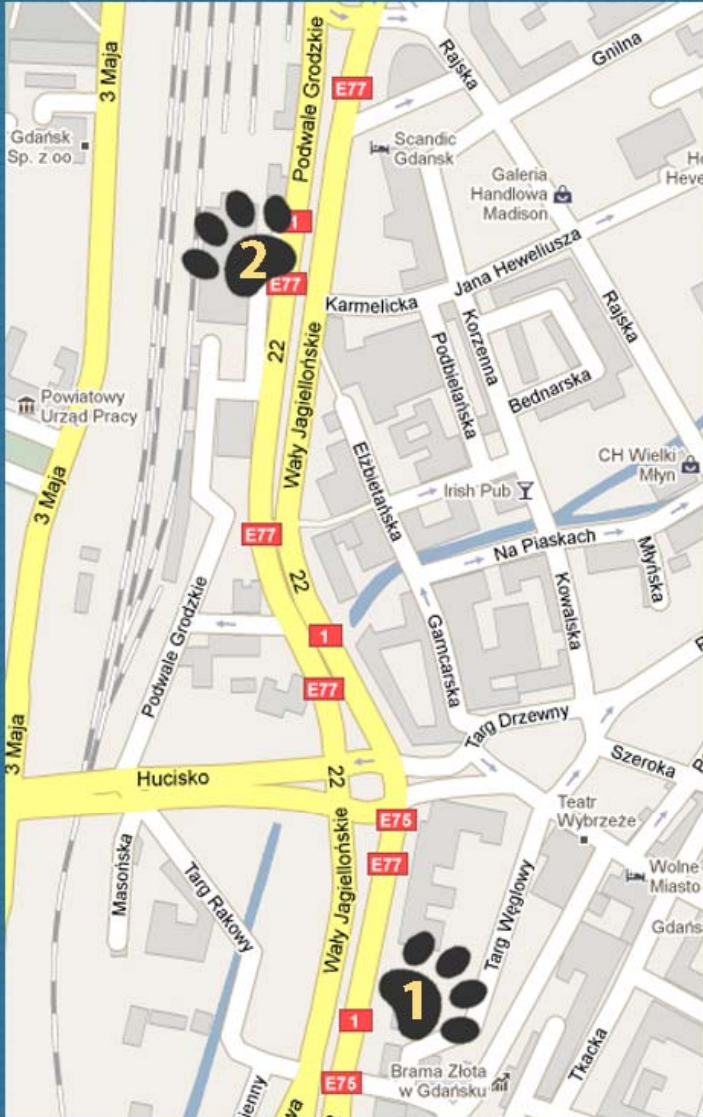 3 Maja
Podwale Grodzkie
Rajska
Gnilna
E77
Gdańsk
Sp. z oo
Scandic
Gdansk
Galeria
Handlowa
Madison
1
2
E77
Jana Heweliusza
Karmelicka
22
Wały Jagiellońskie
Korzenna
Podbielańska
Rajska
Bednarska
Powiatowy
Urząd Pracy
3 Maja
Elżbietańska
CH Wielki
Młyn
Irish Pub
E77
Na Piaskach
Młyńska
22
Kowalska
Podwale Grodzkie
1
Garncarska
E77
3 Maja
Targ Drzewny
Szeroka
Hucisko
22
E75
Teatr
Wybrzeże
E77
Masońska
Targ Rakowy
Wały Jagiellońskie
Targ Węglowy
Wolne
Miasto
1
1
Brama Złota
w Gdańsku
Tkacka
E75